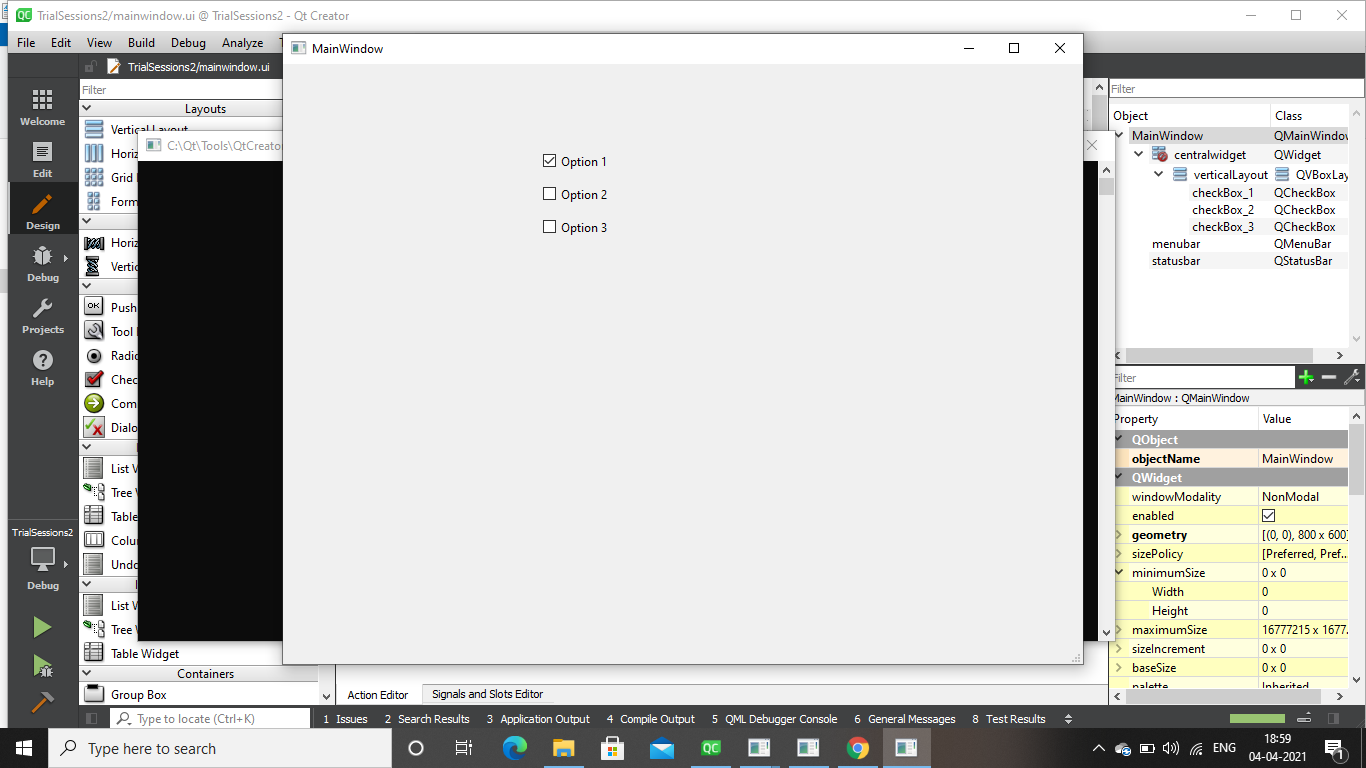 TrialSessions2/mainwindow.ui @ TrialSessions2 - Qt Creator
File Edit View Build Debug Analyze
MainWindow
TrialSessions2/mainwindow.ui
Filter
Layouts
Vertical Layout
C:\Qt\Tools\QtCreator
Horiz
Grid
Form
Horiz
Vertic
OK
Push
Tool
Radio
Chec
Com
Dialo
List V
Tree
Table
Colu
Undo
List V
Tree
Table Widget
Containers
Group Box
Welcome
Edit
Design
Debug
Projects
Help
TrialSessions2
Debug
Option 1
Option 2
Option 3
Filter
Object Class
MainWindow QMainWindow
centralwidget QWidget
verticalLayout QVBoxLay
checkBox_1 QCheckBox
checkBox_2 QCheckBox
checkBox_3 QCheckBox
menubar QMenuBar
statusbar QStatusBar
Filter
MainWindow : QMainWindow
Property Value
QObject
objectName MainWindow
QWidget
windowModality NonModal
enabled
geometry [(0, 0), 800 x 600]
sizePolicy [Preferred, Pref...
minimumSize 0 x 0
Width 0
Height 0
maximumSize 16777215 x 1677...
sizeIncrement 0 x 0
baseSize 0 x 0
palette Inherited
Action Editor Signals and Slots Editor
Type to locate (Ctrl+K) 1 Issues 2 Search Results 3 Application Output 4 Compile Output 5 QML Debugger Console 6 General Messages 8 Test Results
Type here to search
ENG
18:59
04-04-2021
1